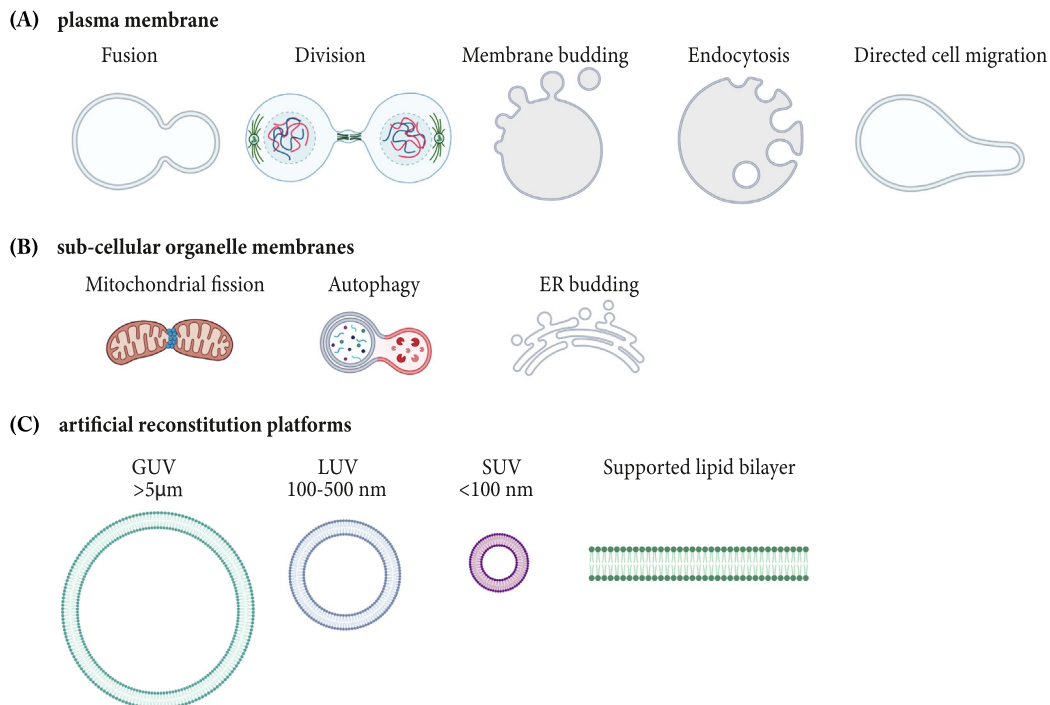 (A) plasma membrane
Fusion Division Membrane budding Endocytosis Directed cell migration
(B) sub-cellular organelle membranes
Mitochondrial fission Autophagy ER budding
(C) artificial reconstitution platforms
GUV LUV SUV Supported lipid bilayer
>5μm 100-500 nm <100 nm